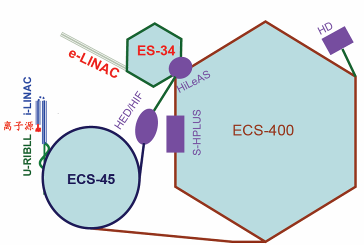 HD
ES-34
e-LINAC
HiLeAS
i-LINAC
HED/HIF
离子源
U-RIBLL
S-HPLUS
ECS-400
ECS-45